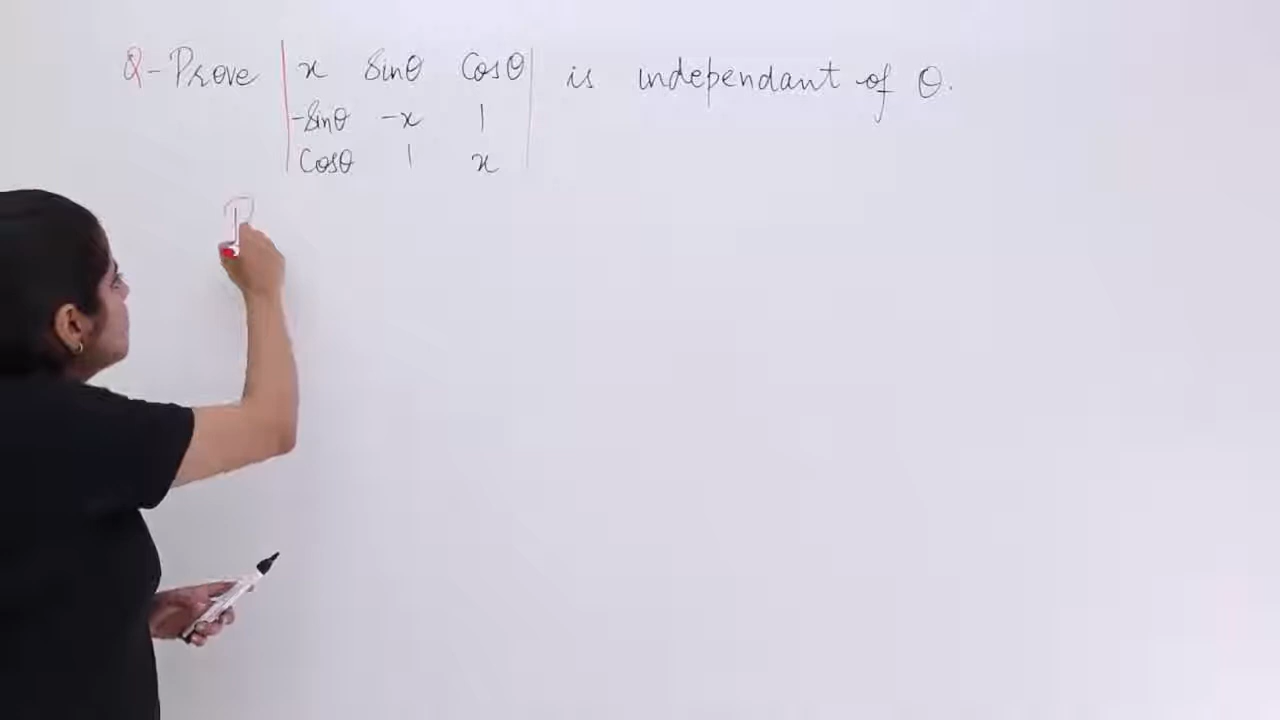 Q-Prove | x sinθ cosθ | is independant of θ.
-sinθ -x 1
cosθ 1 x
P